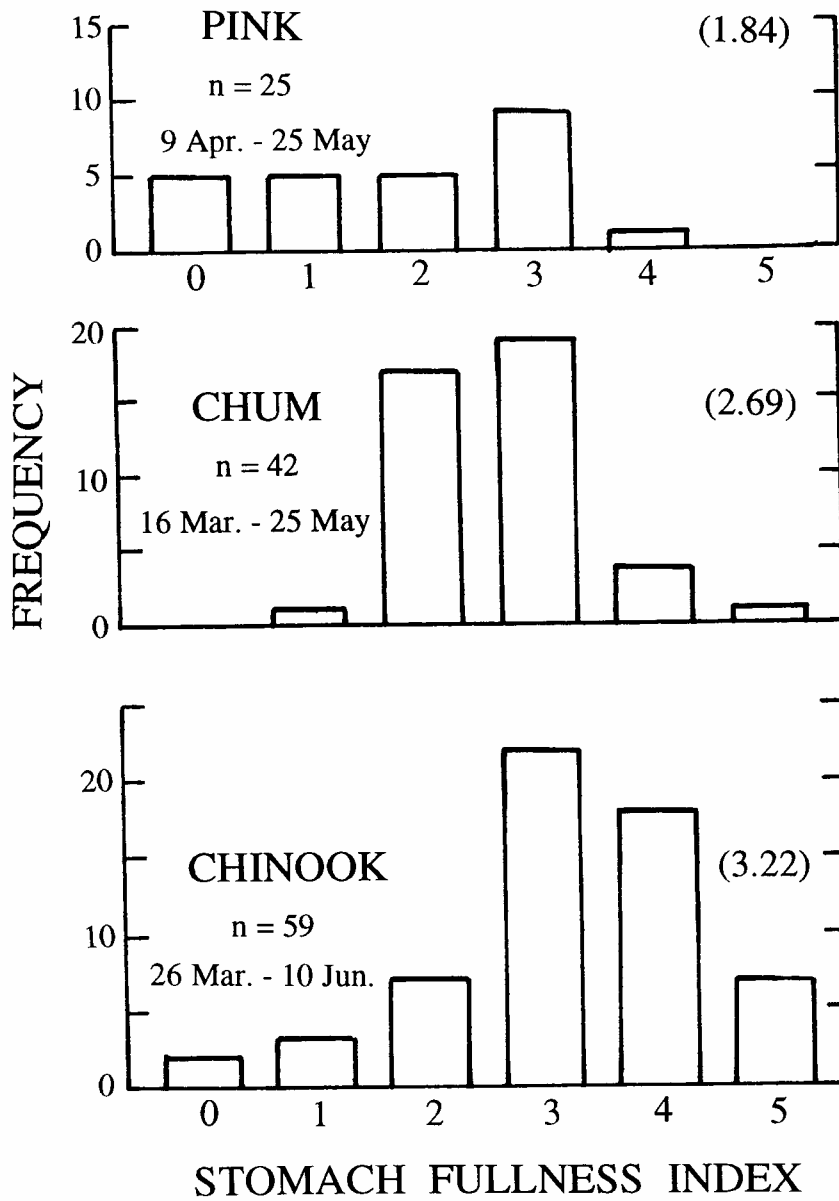 PINK
(1.84)
n = 25
9 Apr. - 25 May
15
10
5
0
0 1 2 3 4 5
CHUM
(2.69)
n = 42
16 Mar. - 25 May
20
10
0
FREQUENCY
CHINOOK
(3.22)
n = 59
26 Mar. - 10 Jun.
20
10
0
0 1 2 3 4 5
STOMACH FULLNESS INDEX